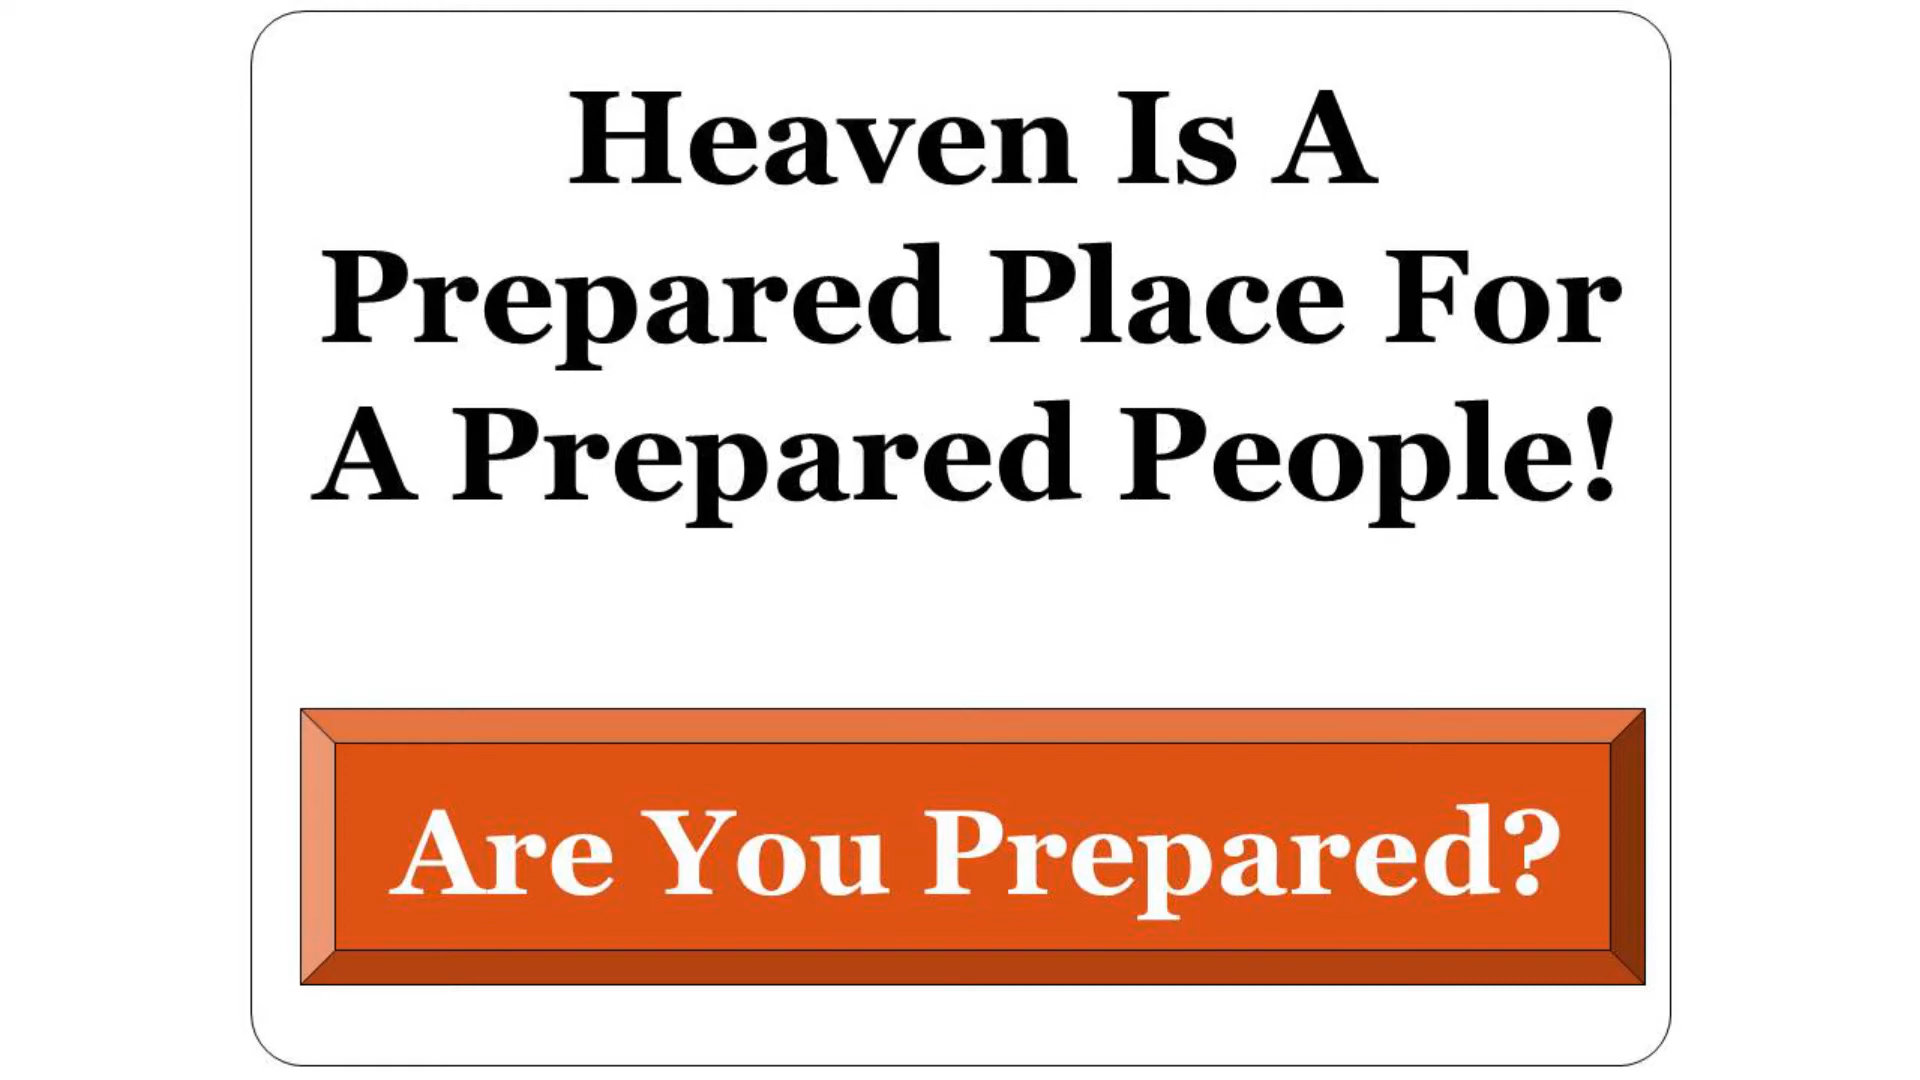 Heaven Is A
Prepared Place For
A Prepared People!
Are You Prepared?